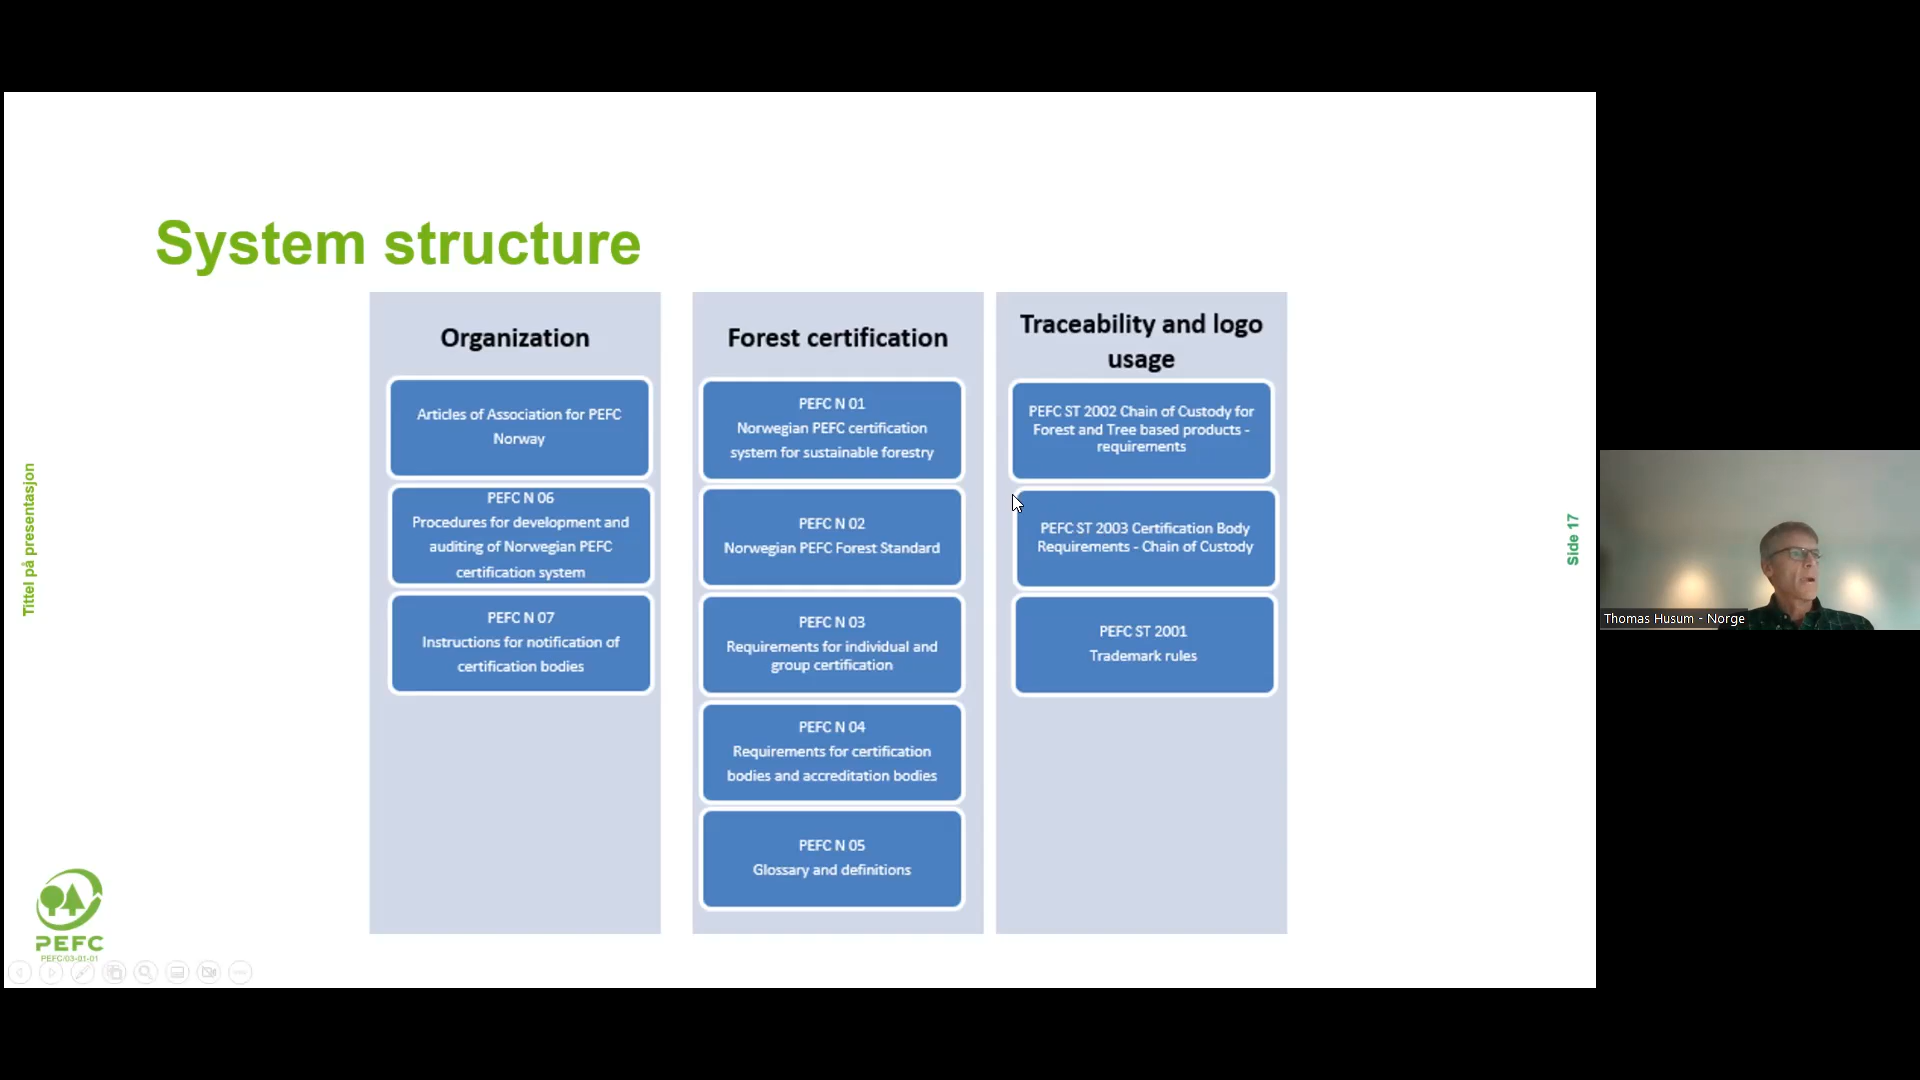 System structure
Organization
Articles of Association for PEFC
Norway
PEFC N 06
Procedures for development and
auditing of Norwegian PEFC
certification system
PEFC N 07
Instructions for notification of
certification bodies
Forest certification
PEFC N 01
Norwegian PEFC certification
system for sustainable forestry
PEFC N 02
Norwegian PEFC Forest Standard
PEFC N 03
Requirements for individual and
group certification
PEFC N 04
Requirements for certification
bodies and accreditation bodies
PEFC N 05
Glossary and definitions
Traceability and logo
usage
PEFC ST 2002 Chain of Custody for
Forest and Tree based products -
requirements
PEFC ST 2003 Certification Body
Requirements - Chain of Custody
PEFC ST 2001
Trademark rules
Tittel på presentasjon
Side 17
PEFC
PEFC/03-01-01
Thomas Husum - Norge